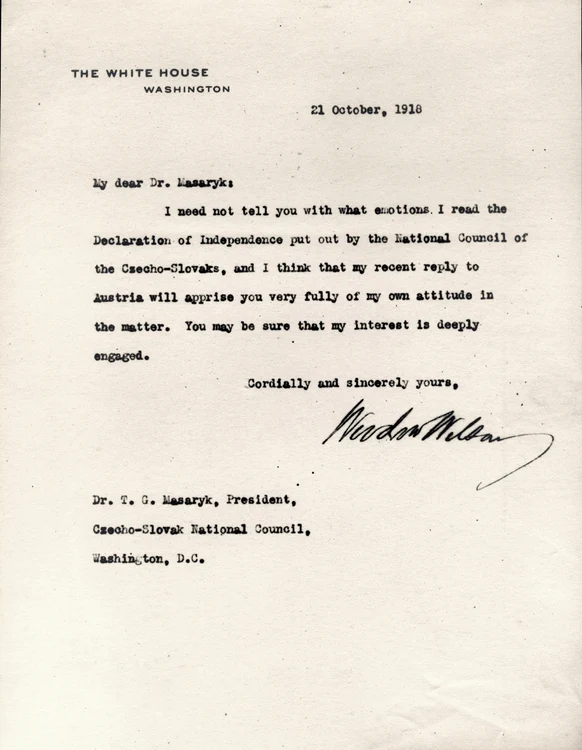 THE WHITE HOUSE
WASHINGTON
21 October, 1918
My dear Dr. Masaryk:
I need not tell you with what emotions I read the
Declaration of Independence put out by the National Council of
the Czecho-Slovaks, and I think that my recent reply to
Austria will apprise you very fully of my own attitude in
the matter. You may be sure that my interest is deeply
engaged.
Cordially and sincerely yours,
Woodrow Wilson
Dr. T. G. Masaryk, President,
Czecho-Slovak National Council,
Washington, D.C.